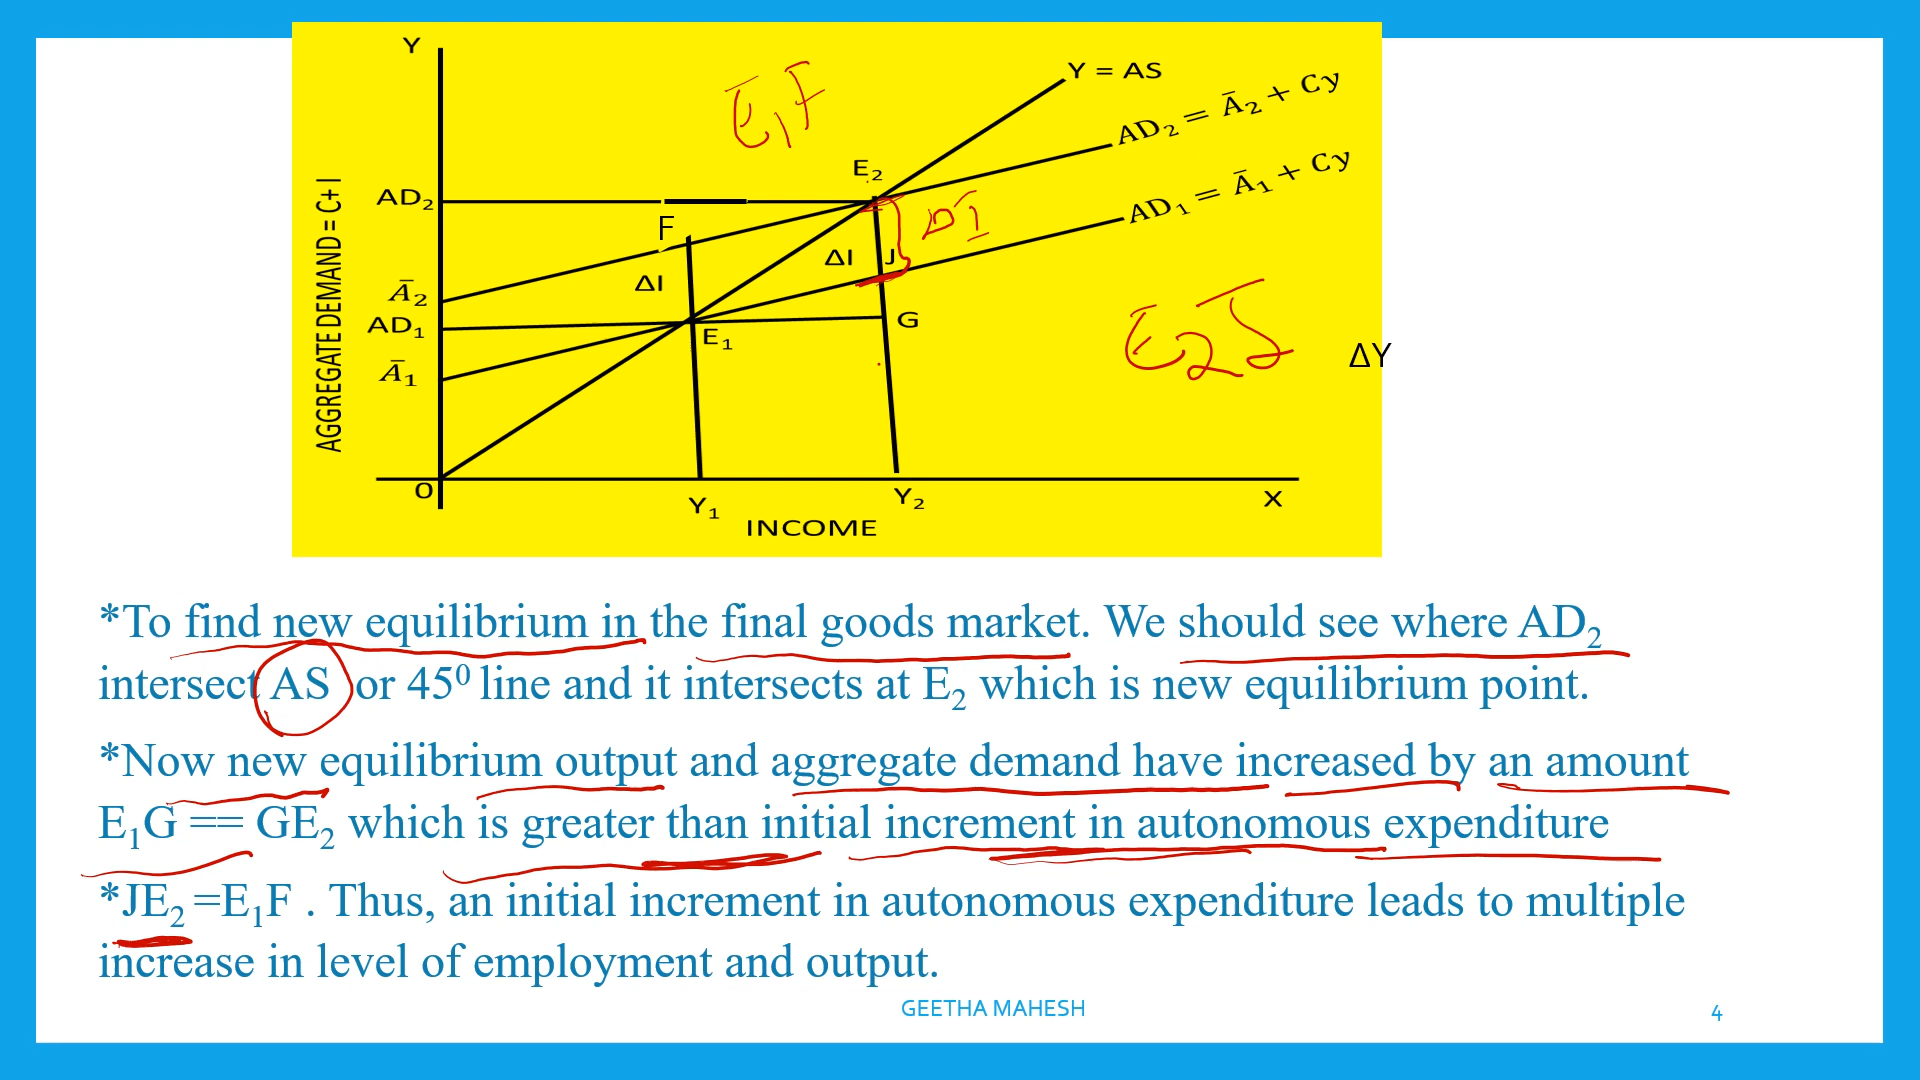 Y
Y = AS
AD₂ = Ā₂ + Cy
E₁F
AD₁ = Ā₁ + Cy
E₂
AD₂
F
ΔI
ΔI J
ΔI
Ā₂
AD₁
E₁
G
E₂J
ΔY
Ā₁
AGGREGATE DEMAND = C+I
O
Y₁
Y₂
X
INCOME
*To find new equilibrium in the final goods market. We should see where AD₂
intersect AS or 45⁰ line and it intersects at E₂ which is new equilibrium point.
*Now new equilibrium output and aggregate demand have increased by an amount
E₁G == GE₂ which is greater than initial increment in autonomous expenditure
*JE₂ =E₁F . Thus, an initial increment in autonomous expenditure leads to multiple
increase in level of employment and output.
GEETHA MAHESH
4